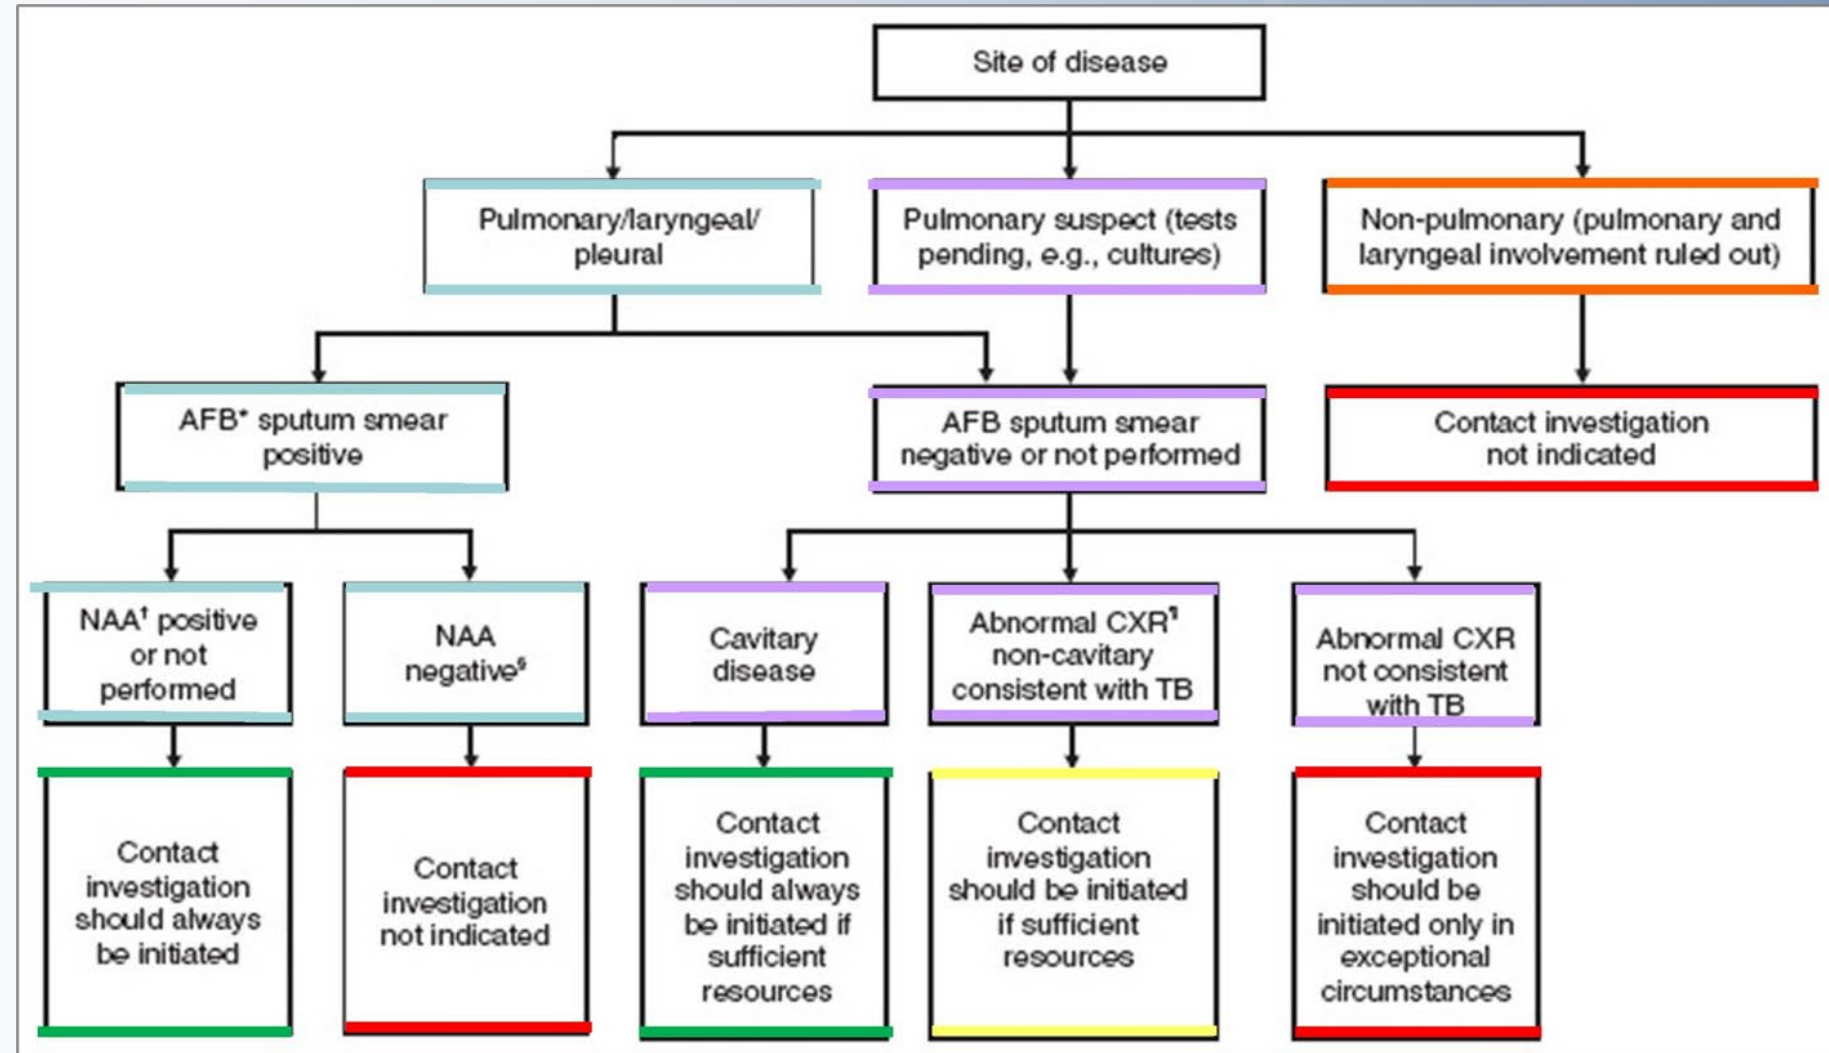 Site of disease
Pulmonary/laryngeal/
pleural
Pulmonary suspect (tests
pending, e.g., cultures)
Non-pulmonary (pulmonary and
laryngeal involvement ruled out)
AFB* sputum smear
positive
AFB sputum smear
negative or not performed
Contact investigation
not indicated
NAA† positive
or not
performed
NAA
negative§
Cavitary
disease
Abnormal CXR¶
non-cavitary
consistent with TB
Abnormal CXR
not consistent
with TB
Contact
investigation
should always
be initiated
Contact
investigation
not indicated
Contact
investigation
should always
be initiated if
sufficient
resources
Contact
investigation
should be initiated
if sufficient
resources
Contact
investigation
should be
initiated only in
exceptional
circumstances